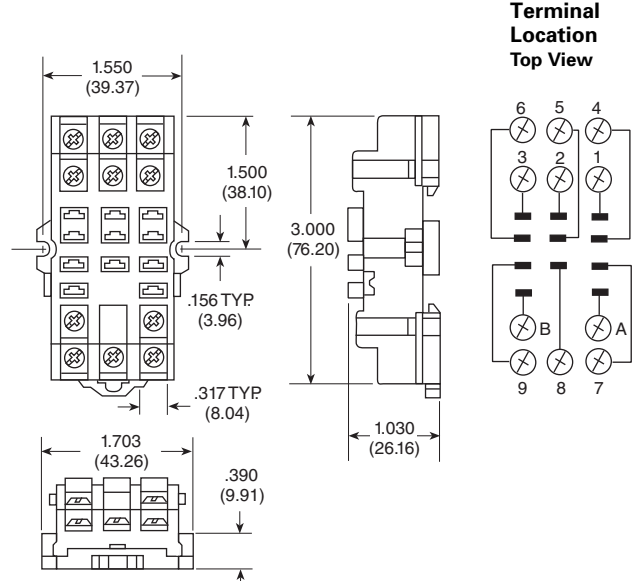 Terminal
Location
Top View
1.550
(39.37)
1.500
(38.10)
3.000
(76.20)
.156 TYP.
(3.96)
.317 TYP.
(8.04)
1.030
(26.16)
1.703
(43.26)
.390
(9.91)
6 5 4
3 2 1
B A
9 8 7